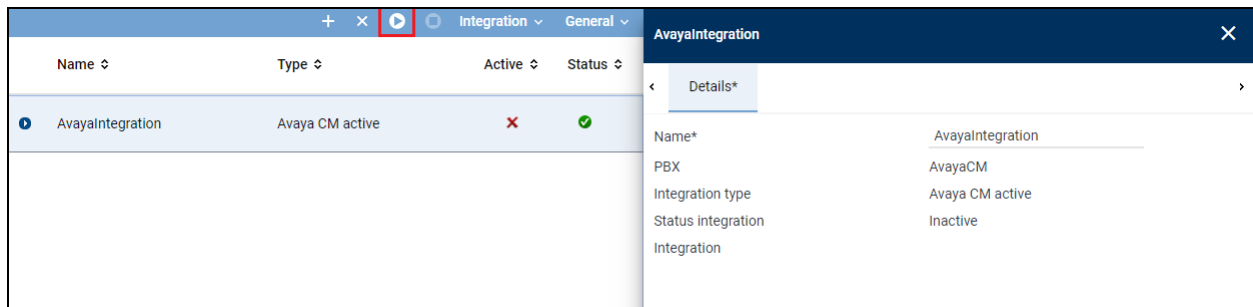 Integration General
Name Type Active Status
AvayaIntegration Avaya CM active
AvayaIntegration
Details*
Name* AvayaIntegration
PBX AvayaCM
Integration type Avaya CM active
Status integration Inactive
Integration